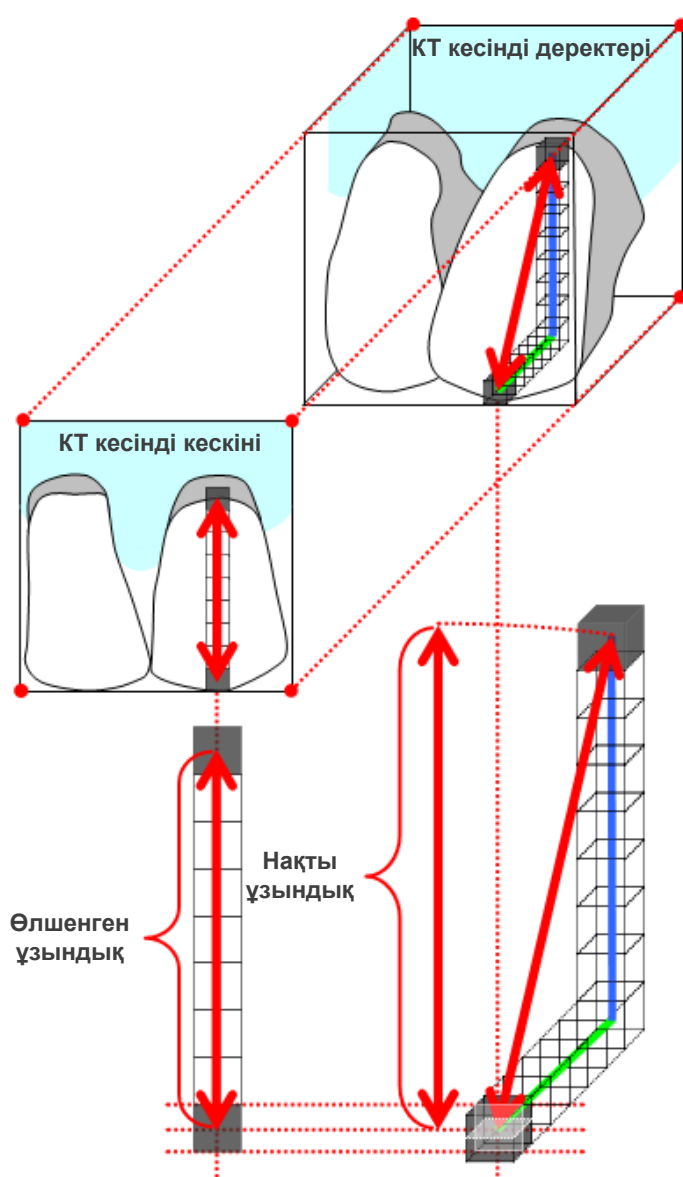 КТ кесінді деректері
КТ кесінді кескіні
Нақты
ұзындық
Өлшенген
ұзындық